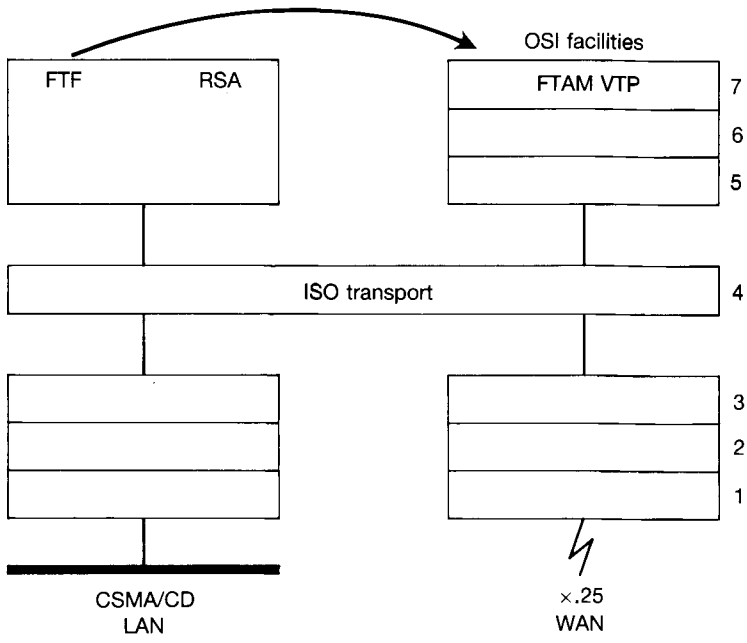 OSI facilities
FTF RSA
FTAM VTP
7
6
5
ISO transport
4
3
2
1
CSMA/CD
LAN
×.25
WAN